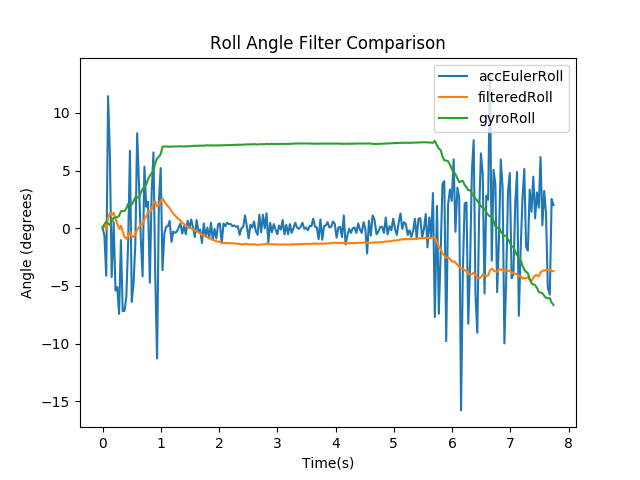 Roll Angle Filter Comparison
accEulerRoll
filteredRoll
gyroRoll
Angle (degrees)
10
5
0
−5
−10
−15
0 1 2 3 4 5 6 7 8
Time(s)